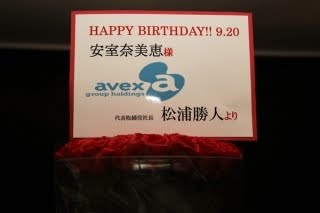 HAPPY BIRTHDAY!! 9.20
安室奈美恵様
avex a
group holdings
代表取締役社長 松浦勝人より